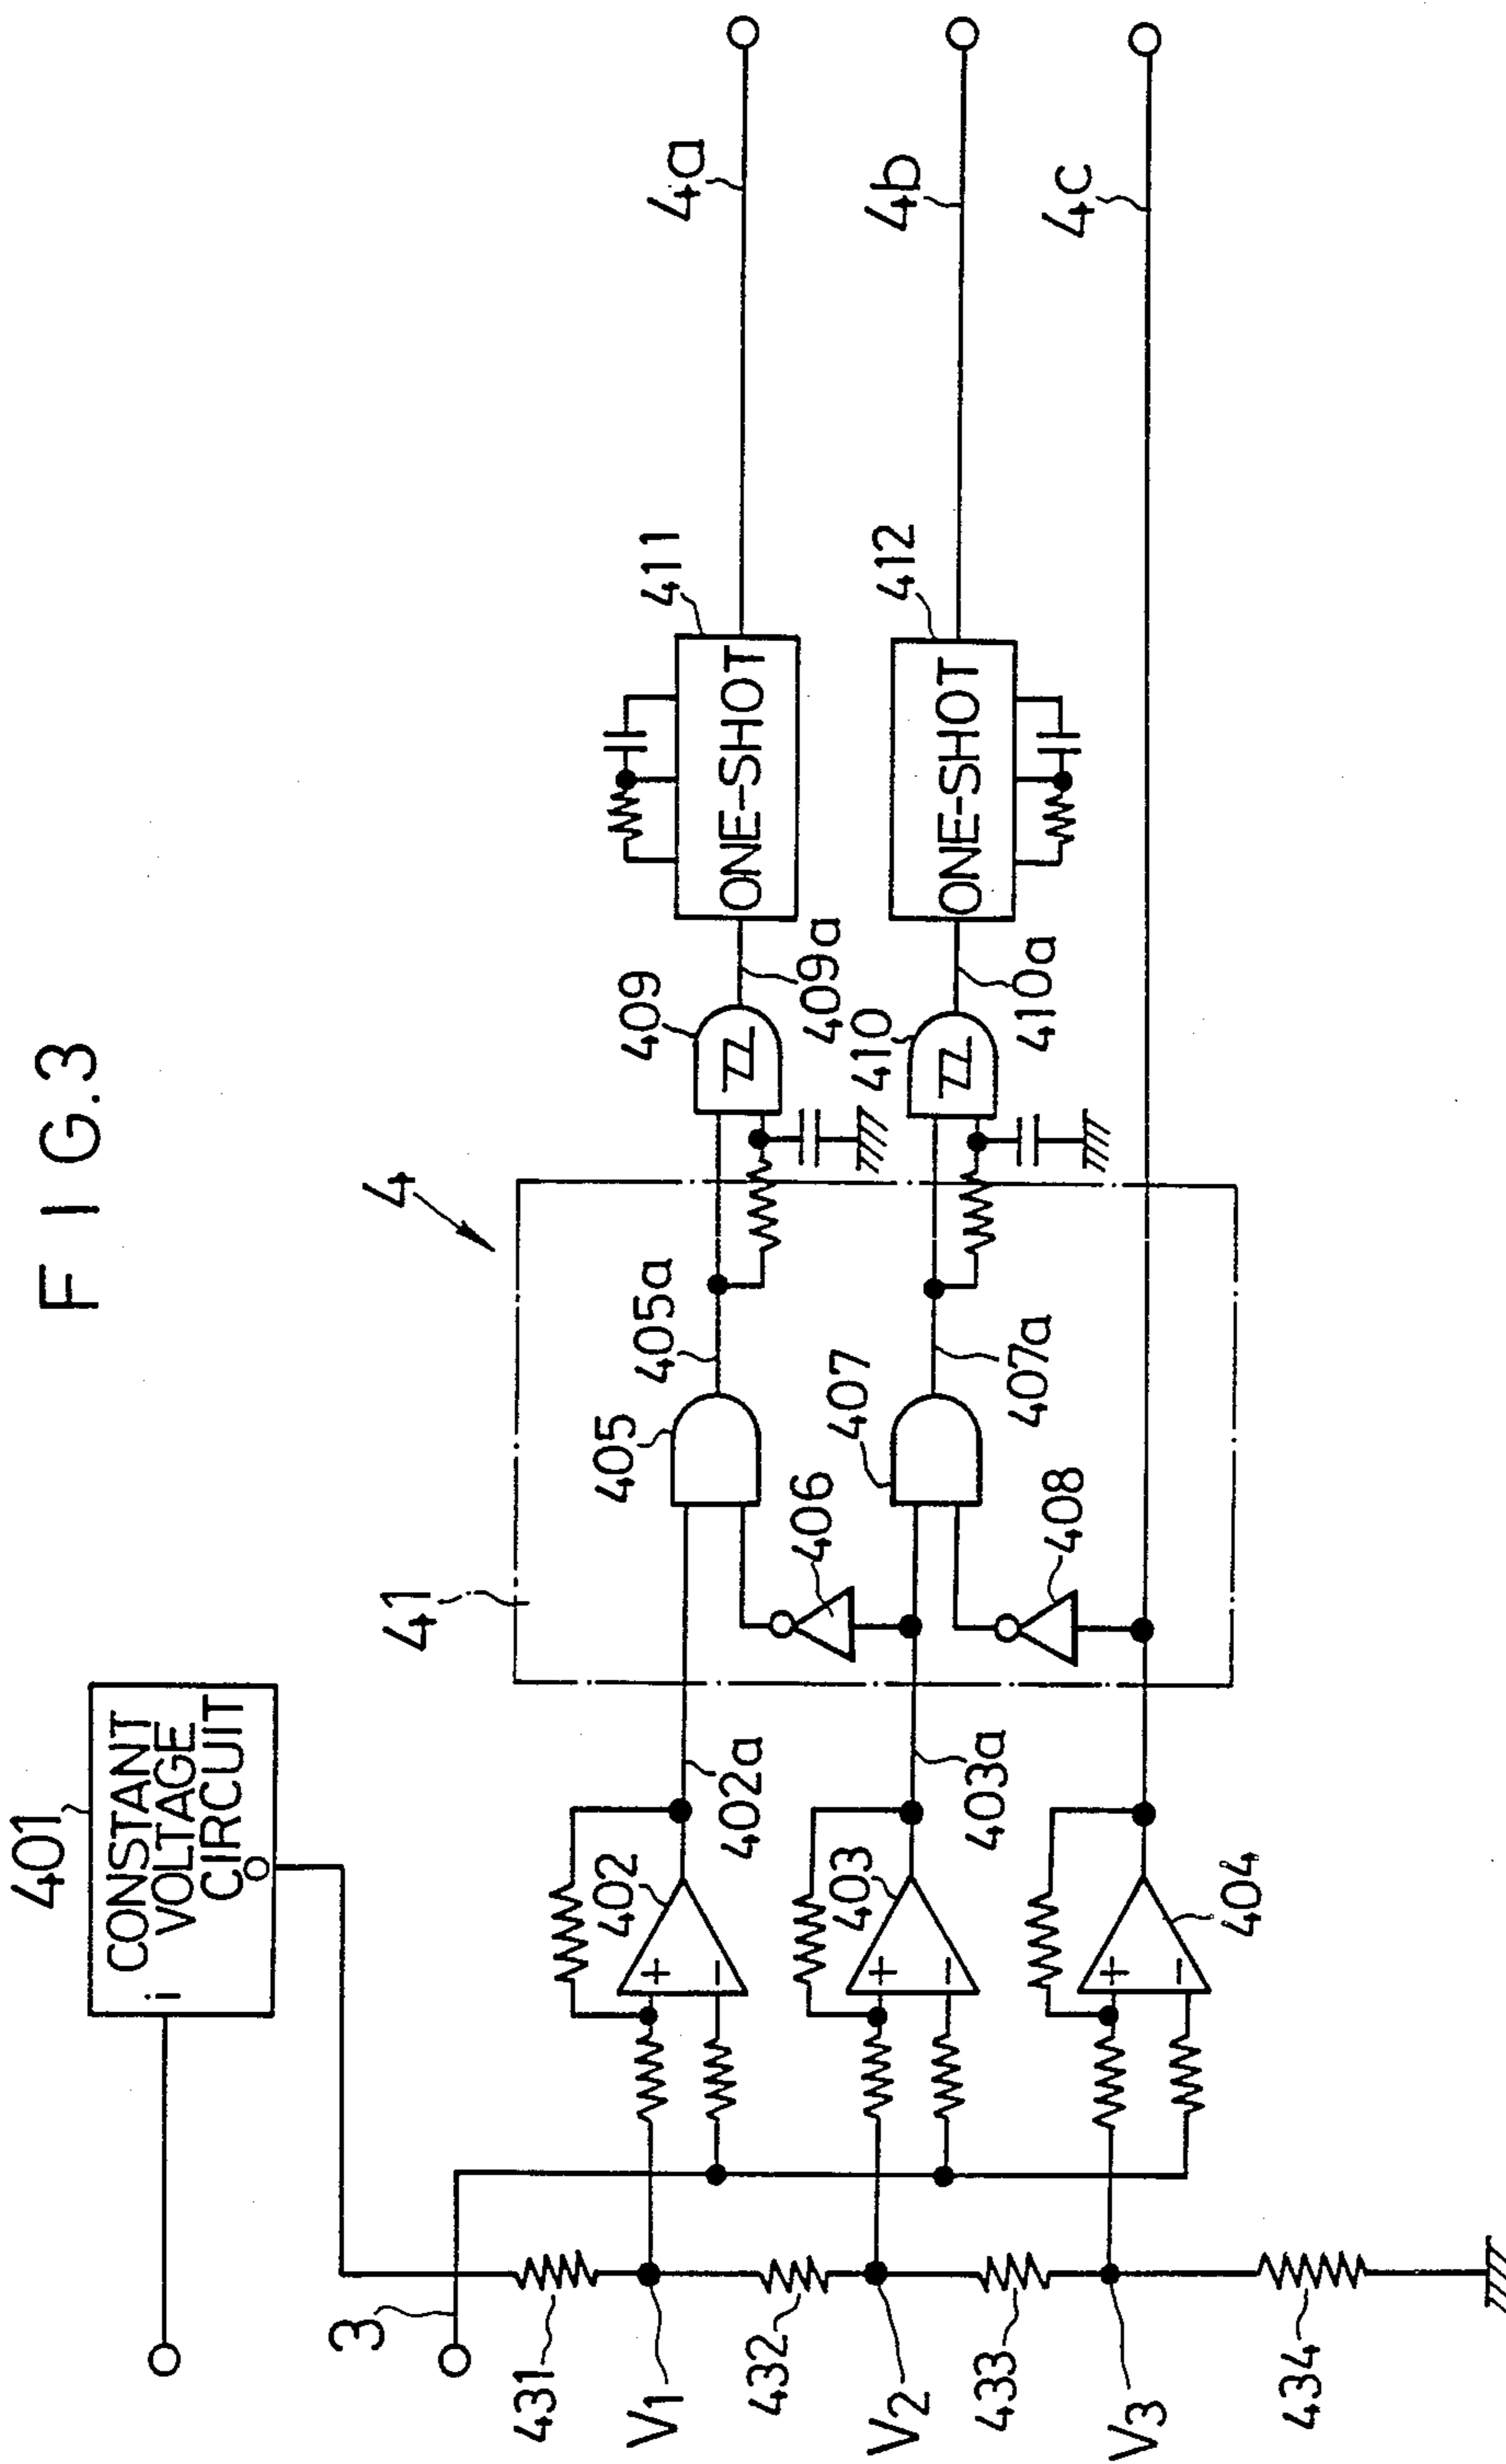 FIG.3
401
CONSTANT
VOLTAGE
CIRCUIT
i
O
3
431
V1
432
V2
433
V3
434
+
−
402
402a
+
−
403
403a
+
−
404
41
4
405
405a
406
407
407a
408
409
409a
410
410a
411
ONE-SHOT
412
ONE-SHOT
4a
4b
4c